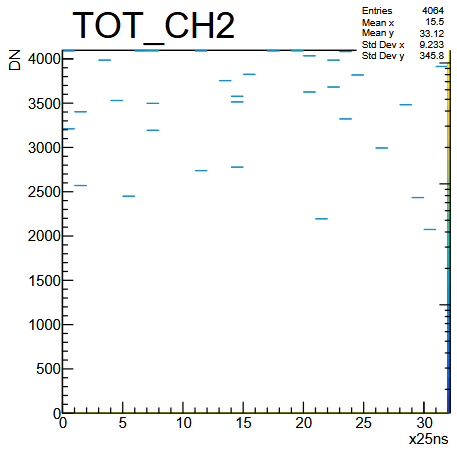 TOT_CH2
Entries 4064
Mean x 15.5
Mean y 33.12
Std Dev x 9.233
Std Dev y 345.8
DN
4000
3500
3000
2500
2000
1500
1000
500
0
0 5 10 15 20 25 30
x25ns